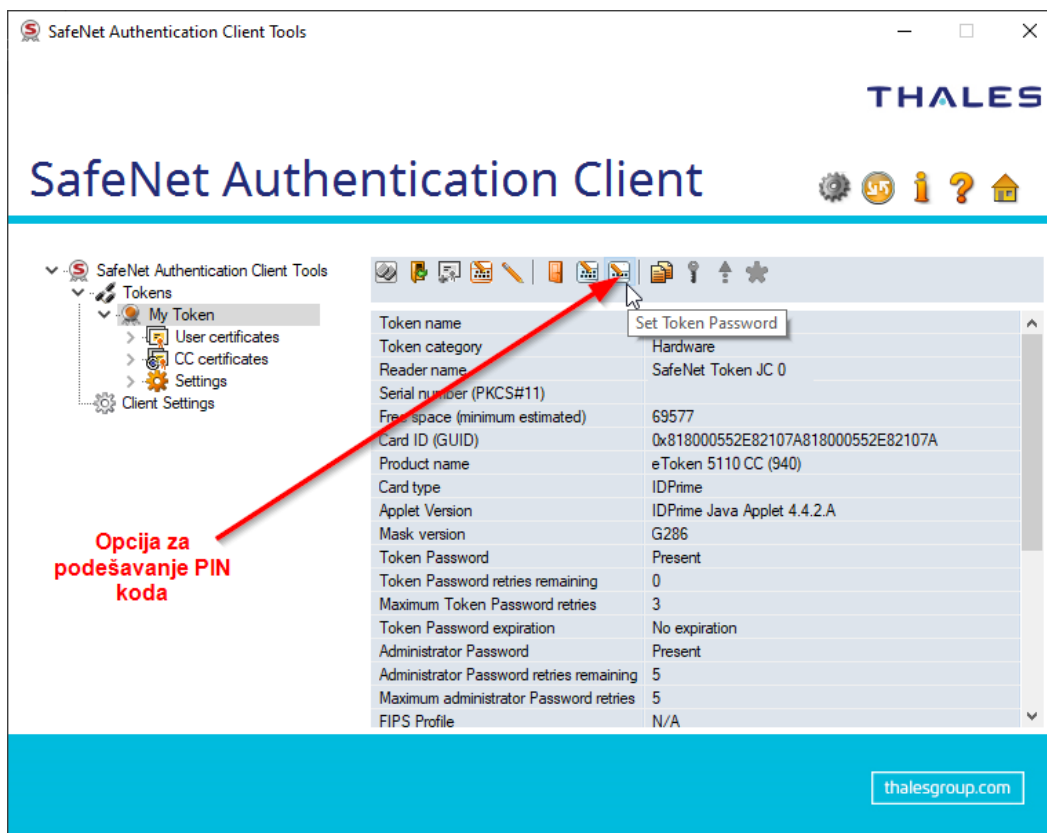 SafeNet Authentication Client Tools
THALES
SafeNet Authentication Client
SafeNet Authentication Client Tools
Tokens
My Token
User certificates
CC certificates
Settings
Client Settings
Set Token Password
Token name
Token category Hardware
Reader name SafeNet Token JC 0
Serial number (PKCS#11)
Free space (minimum estimated) 69577
Card ID (GUID) 0x818000552E82107A818000552E82107A
Product name eToken 5110 CC (940)
Card type IDPrime
Applet Version IDPrime Java Applet 4.4.2.A
Mask version G286
Token Password Present
Token Password retries remaining 0
Maximum Token Password retries 3
Token Password expiration No expiration
Administrator Password Present
Administrator Password retries remaining 5
Maximum administrator Password retries 5
FIPS Profile N/A
Opcija za
podešavanje PIN
koda
thalesgroup.com